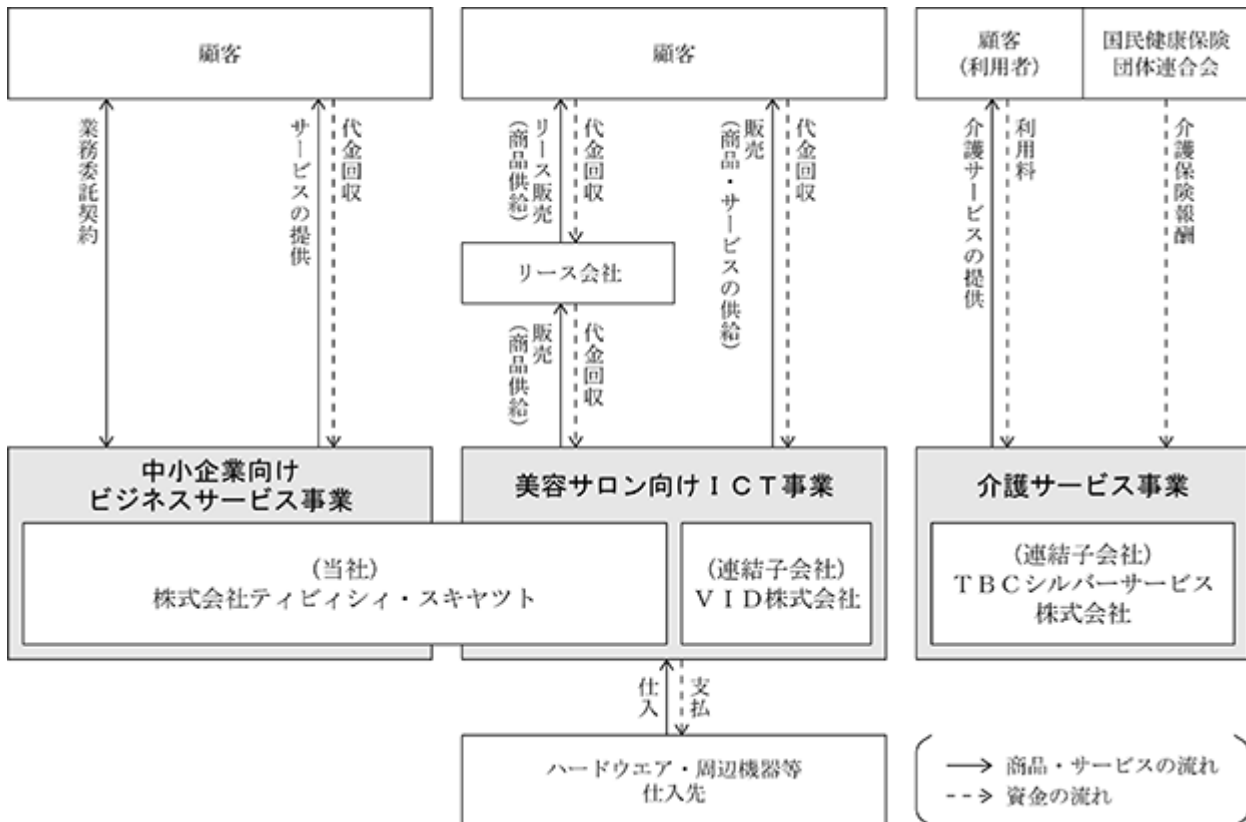 顧客
顧客
顧客
(利用者)
国民健康保険
団体連合会
業務委託契約
サービスの提供
代金回収
リース販売
(商品供給)
代金回収
販売
(商品・サービスの供給)
代金回収
介護サービスの提供
利用料
介護保険報酬
リース会社
販売
(商品供給)
代金回収
中小企業向け
ビジネスサービス事業
美容サロン向けＩＣＴ事業
介護サービス事業
(当社)
株式会社ティビィシィ・スキヤツト
(連結子会社)
ＶＩＤ株式会社
(連結子会社)
ＴＢＣシルバーサービス
株式会社
仕入
支払
ハードウエア・周辺機器等
仕入先
商品・サービスの流れ
資金の流れ